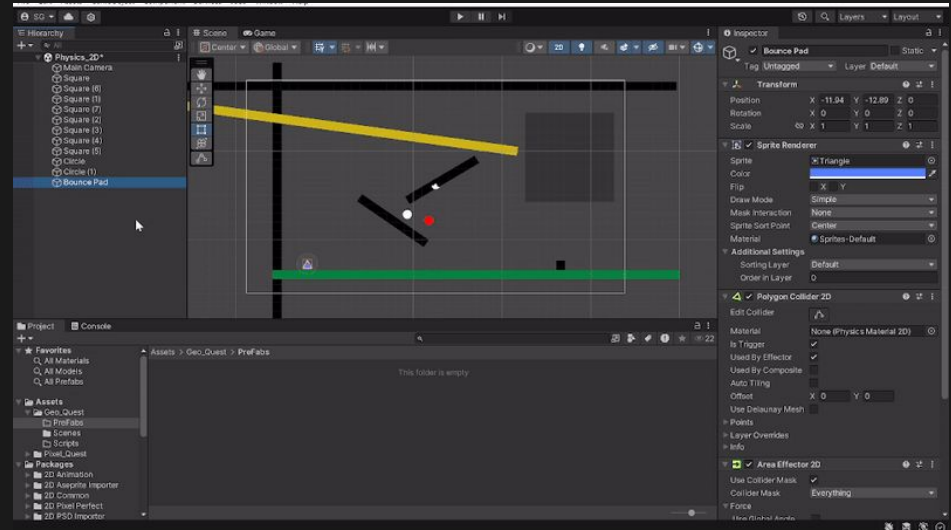 SG
Layers
Layout
Hierarchy
All
Physics_2D*
Main Camera
Square
Square (6)
Square (1)
Square (7)
Square (2)
Square (3)
Square (4)
Square (5)
Circle
Circle (1)
Bounce Pad
Scene
Game
Center
Global
2D
Inspector
Bounce Pad
Static
Tag Untagged
Layer Default
Transform
Position X -11.94 Y -12.89 Z 0
Rotation X 0 Y 0 Z 0
Scale X 1 Y 1 Z 1
Sprite Renderer
Sprite Triangle
Color
Flip X Y
Draw Mode Simple
Mask Interaction None
Sprite Sort Point Center
Material Sprites-Default
Additional Settings
Sorting Layer Default
Order in Layer 0
Polygon Collider 2D
Edit Collider
Material None (Physics Material 2D)
Is Trigger
Used By Effector
Used By Composite
Auto Tiling
Offset X 0 Y 0
Use Delaunay Mesh
Points
Layer Overrides
Info
Area Effector 2D
Use Collider Mask
Collider Mask Everything
Force
Use Global Angle
Project
Console
22
Favorites
All Materials
All Models
All Prefabs
Assets
Geo_Quest
PreFabs
Scenes
Scripts
Pixel_Quest
Packages
2D Animation
2D Aseprite Importer
2D Common
2D Pixel Perfect
2D PSD Importer
Assets > Geo_Quest > PreFabs
This folder is empty